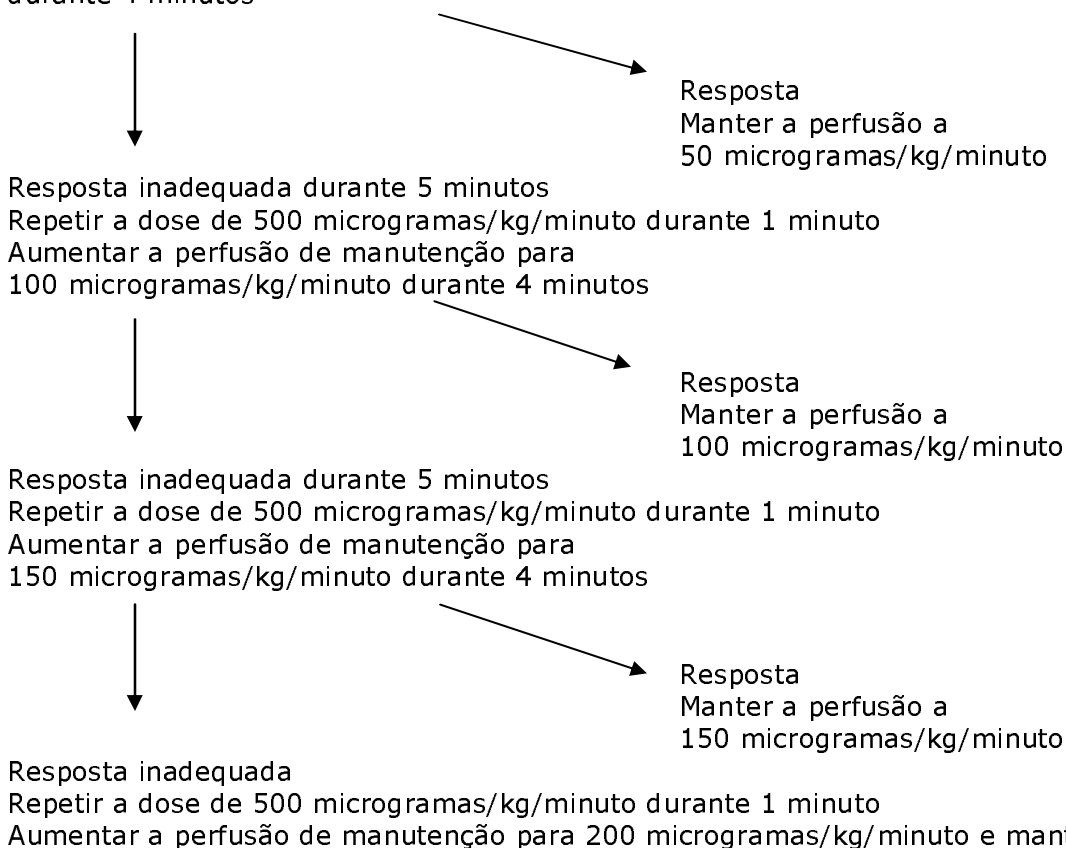 Resposta
Manter a perfusão a
50 microgramas/kg/minuto
Resposta inadequada durante 5 minutos
Repetir a dose de 500 microgramas/kg/minuto durante 1 minuto
Aumentar a perfusão de manutenção para
100 microgramas/kg/minuto durante 4 minutos
Resposta
Manter a perfusão a
100 microgramas/kg/minuto
Resposta inadequada durante 5 minutos
Repetir a dose de 500 microgramas/kg/minuto durante 1 minuto
Aumentar a perfusão de manutenção para
150 microgramas/kg/minuto durante 4 minutos
Resposta
Manter a perfusão a
150 microgramas/kg/minuto
Resposta inadequada
Repetir a dose de 500 microgramas/kg/minuto durante 1 minuto
Aumentar a perfusão de manutenção para 200 microgramas/kg/minuto e